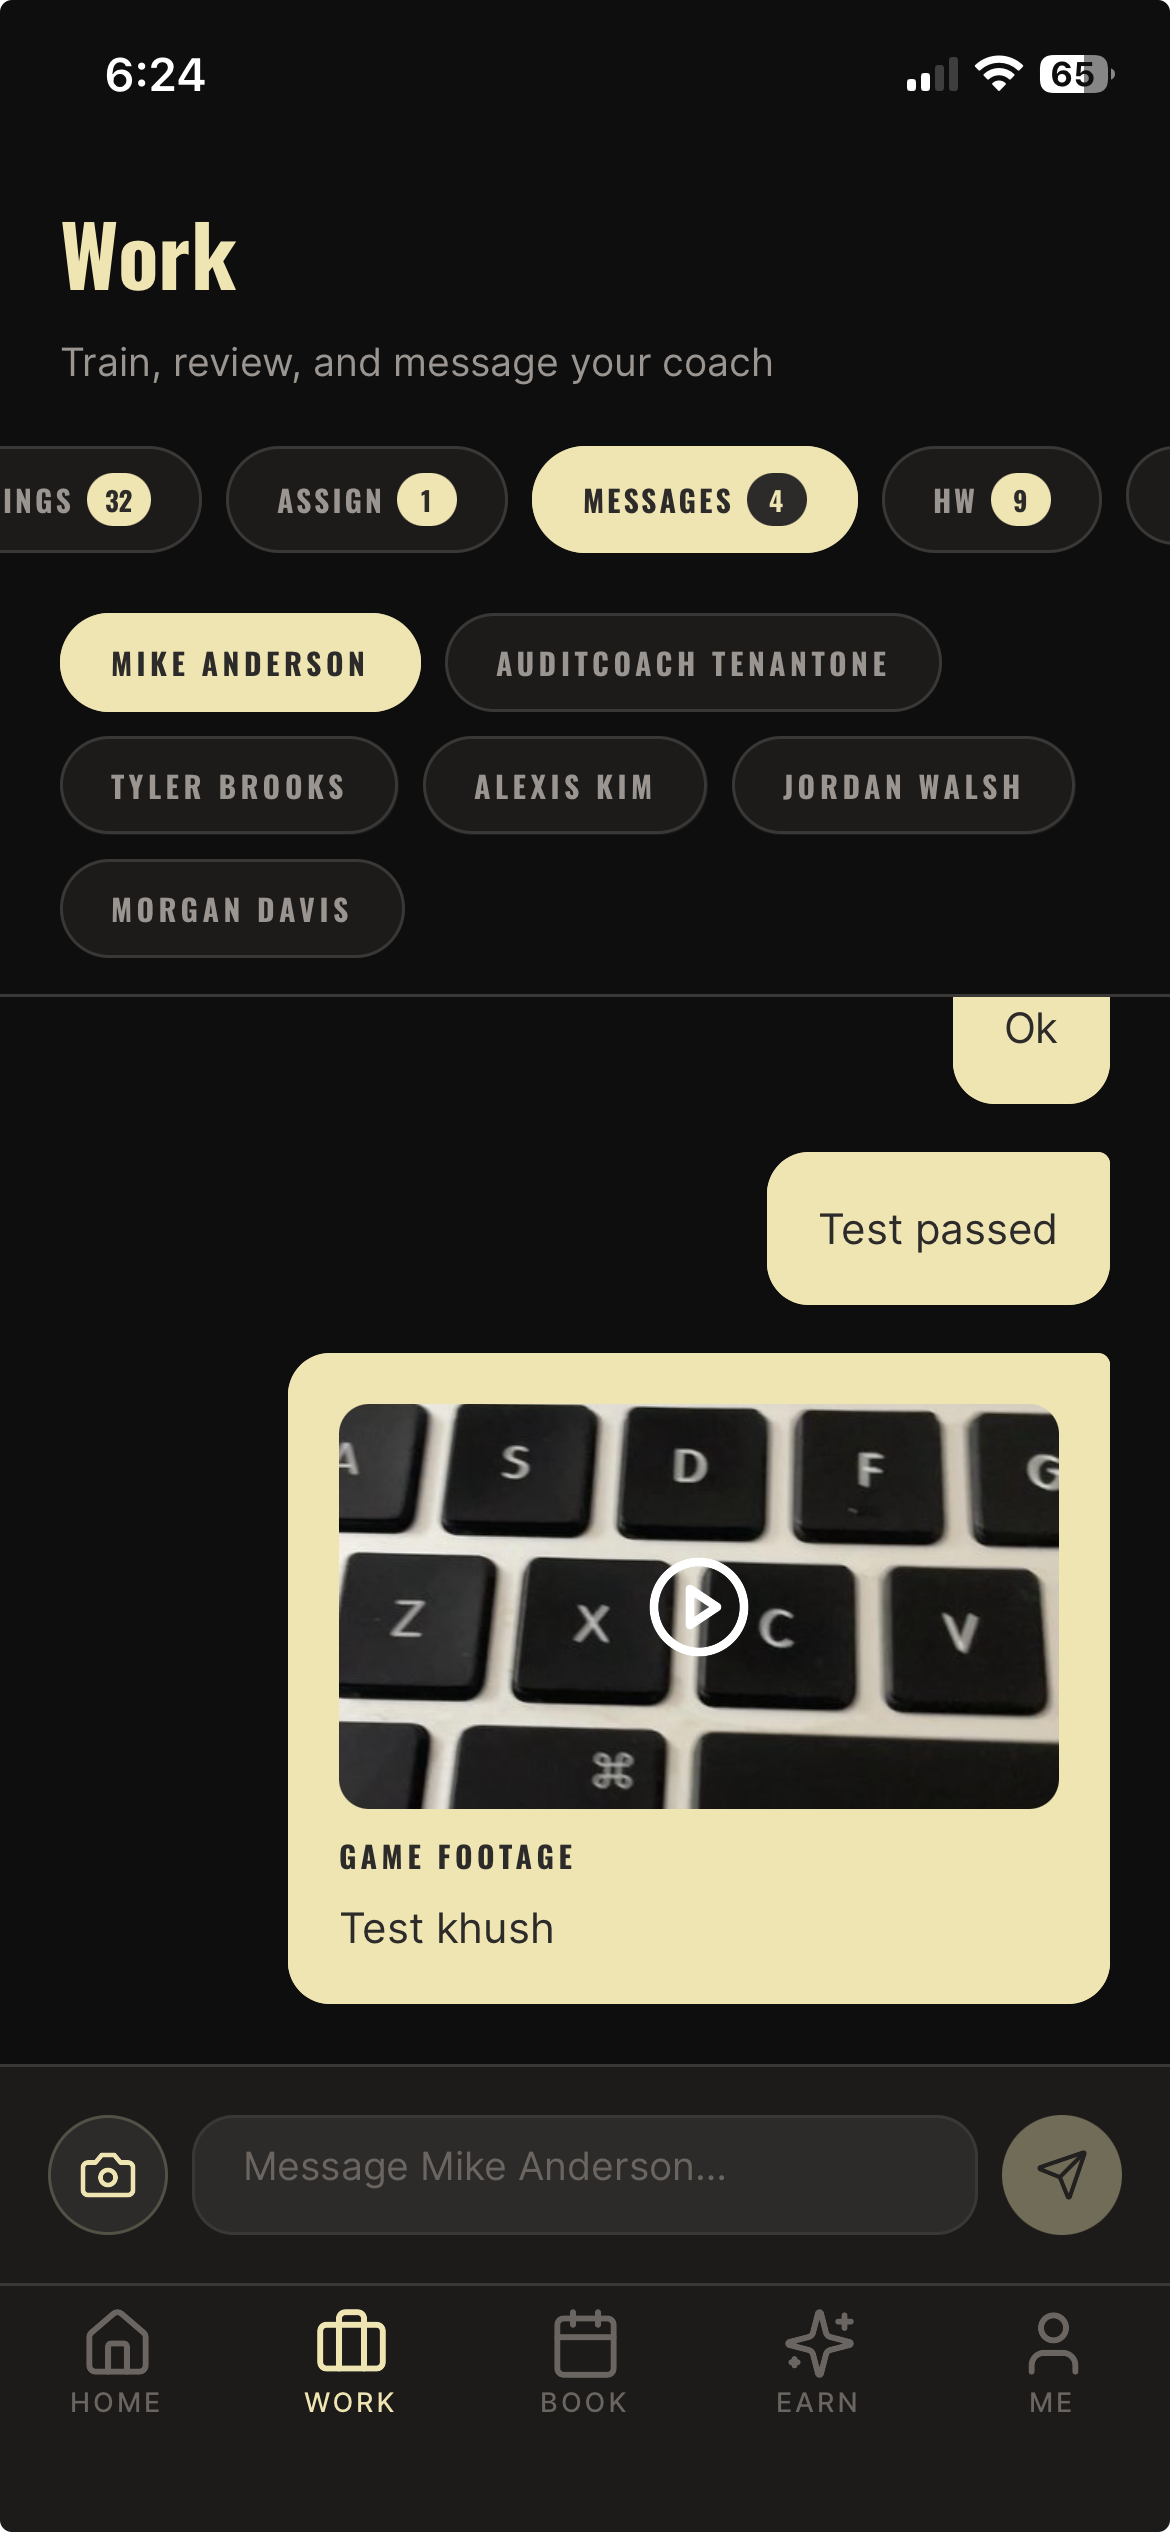 6:24
65
Work
Train, review, and message your coach
INGS 32
ASSIGN 1
MESSAGES 4
HW 9
MIKE ANDERSON
AUDITCOACH TENANTONE
TYLER BROOKS
ALEXIS KIM
JORDAN WALSH
MORGAN DAVIS
Ok
Test passed
A S D F G
Z X C V
⌘
GAME FOOTAGE
Test khush
Message Mike Anderson...
HOME
WORK
BOOK
EARN
ME